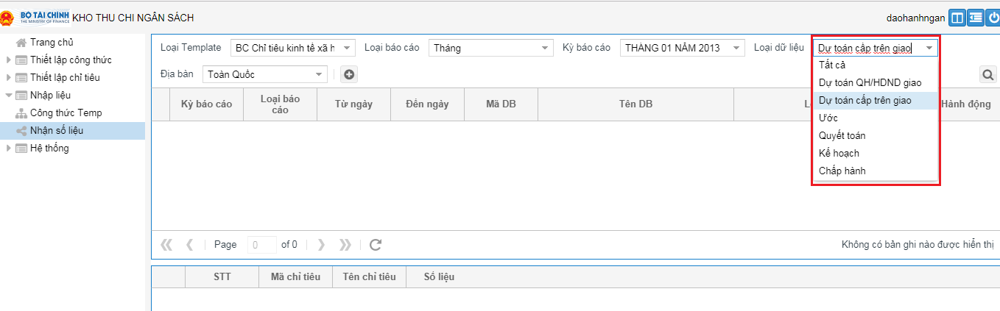 BỘ TÀI CHÍNH
THE MINISTRY OF FINANCE
KHO THU CHI NGÂN SÁCH
daohanhngan
Trang chủ
Thiết lập công thức
Thiết lập chỉ tiêu
Nhập liệu
Công thức Temp
Nhận số liệu
Hệ thống
Loại Template BC Chỉ tiêu kinh tế xã h Loại báo cáo Tháng Kỳ báo cáo THÁNG 01 NĂM 2013 Loại dữ liệu Dự toán cấp trên giao
Địa bàn Toàn Quốc
Tất cả
Dự toán QH/HDND giao
Dự toán cấp trên giao
Ước
Quyết toán
Kế hoạch
Chấp hành
Kỳ báo cáo Loại báo cáo Từ ngày Đến ngày Mã DB Tên DB Hành động
Page 0 of 0 Không có bản ghi nào được hiển thị
STT Mã chỉ tiêu Tên chỉ tiêu Số liệu